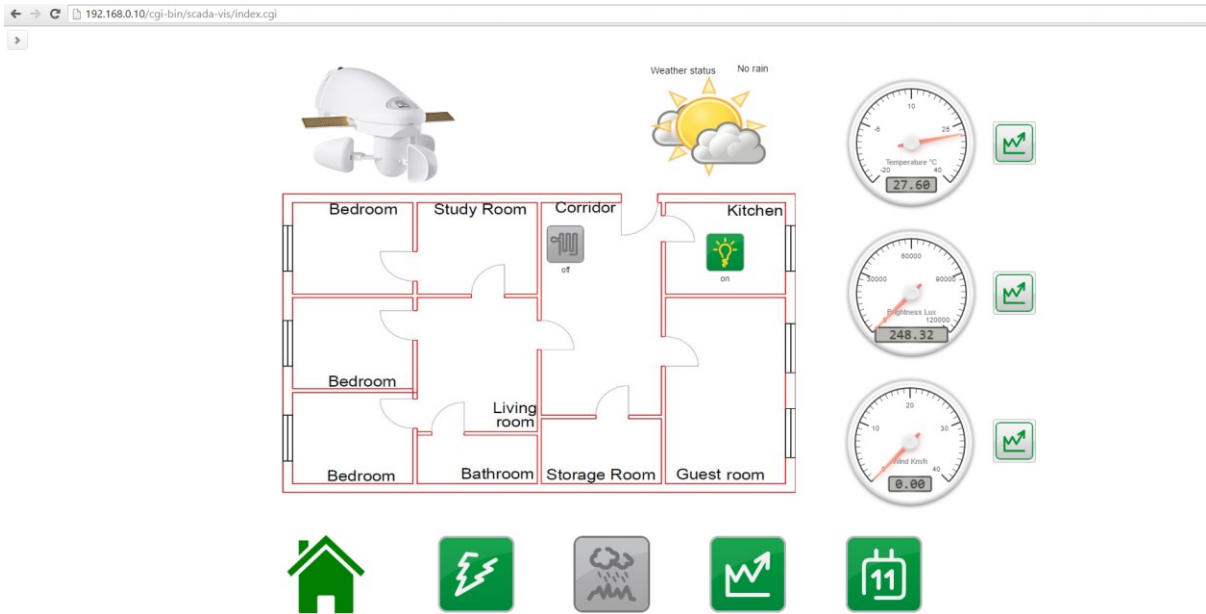 192.168.0.10/cgi-bin/scada-vis/index.cgi
Weather status No rain
10
-5 25
Temperature °C
-20 40
27.60
Bedroom Study Room Corridor Kitchen
off
on
60000
30000 90000
Brightness Lux
0 120000
248.32
Bedroom
Living
room
Bedroom Bathroom Storage Room Guest room
20
10 30
Wind Km/h
0 40
0.00
11